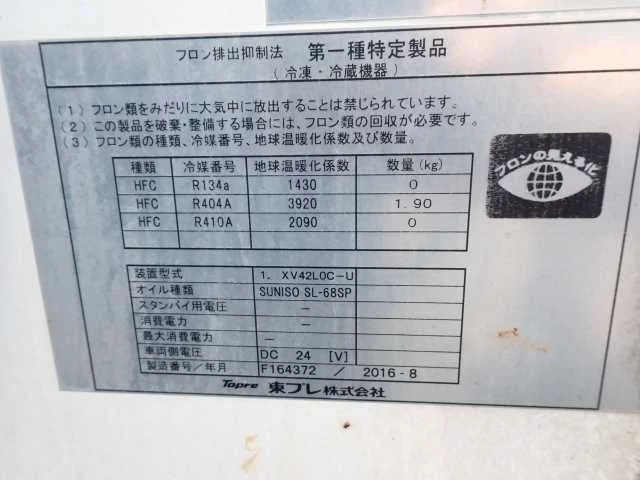 フロン排出抑制法 第一種特定製品
(冷凍・冷蔵機器)
(1) フロン類をみだりに大気中に放出することは禁じられています。
(2) この製品を破棄・整備する場合には、フロン類の回収が必要です。
(3) フロン類の種類、冷媒番号、地球温暖化係数及び数量。
種類 冷媒番号 地球温暖化係数 数量(kg)
HFC R134a 1430 0
HFC R404A 3920 1.90
HFC R410A 2090 0
フロンの見える化
装置型式 1. XV42LOC-U
オイル種類 SUNISO SL-68SP
スタンバイ用電圧 -
消費電力 -
最大消費電力 -
車両側電圧 DC 24 [V]
製造番号/年月 F164372 / 2016-8
Topre 東プレ株式会社